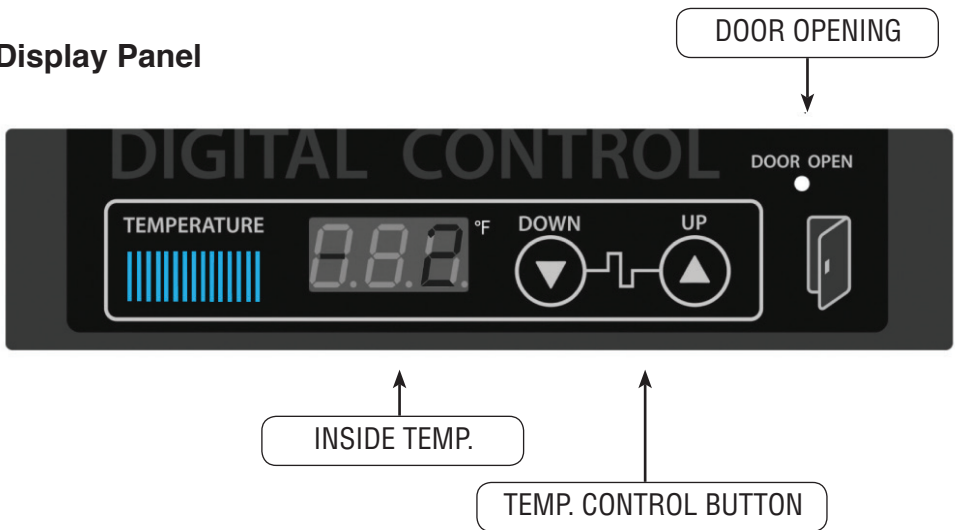 DOOR OPENING
Display Panel
DIGITAL CONTROL
DOOR OPEN
TEMPERATURE
°F
DOWN
UP
INSIDE TEMP.
TEMP. CONTROL BUTTON